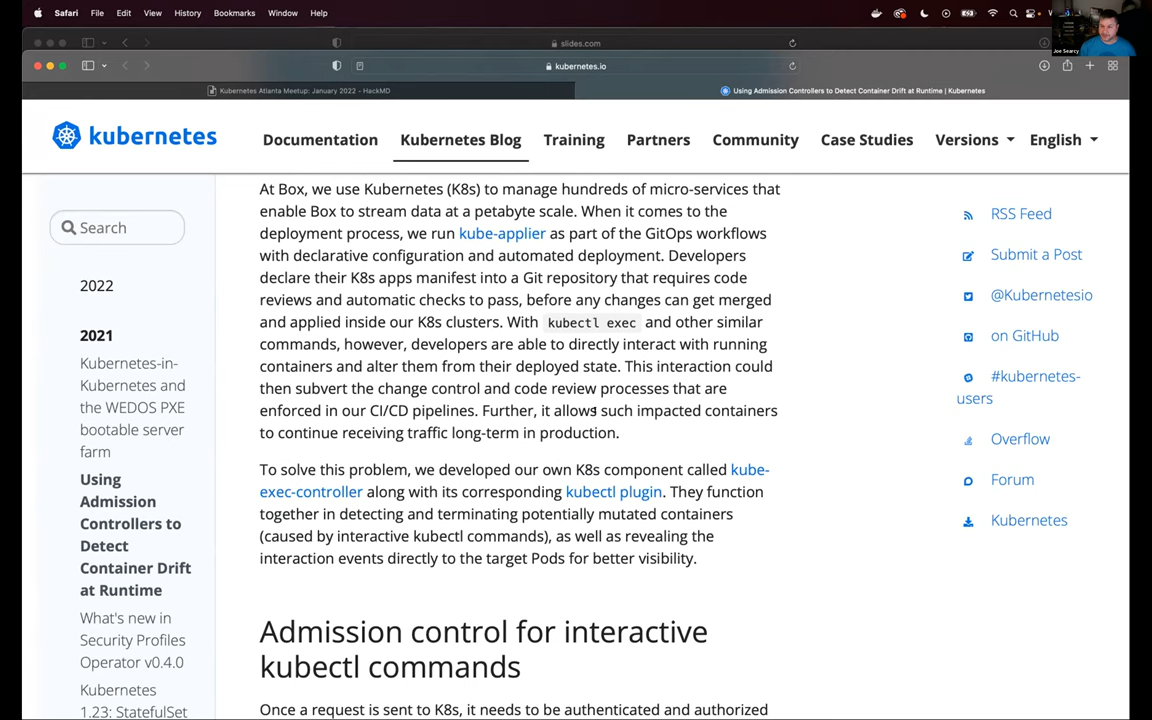 Safari File Edit View History Bookmarks Window Help
slides.com
Joe Searcy
kubernetes.io
Kubernetes Atlanta Meetup: January 2022 - HackMD
Using Admission Controllers to Detect Container Drift at Runtime | Kubernetes
kubernetes
Documentation Kubernetes Blog Training Partners Community Case Studies Versions English
Search
2022
2021
Kubernetes-in-
Kubernetes and
the WEDOS PXE
bootable server
farm
Using
Admission
Controllers to
Detect
Container Drift
at Runtime
What's new in
Security Profiles
Operator v0.4.0
Kubernetes
1.23: StatefulSet
At Box, we use Kubernetes (K8s) to manage hundreds of micro-services that
enable Box to stream data at a petabyte scale. When it comes to the
deployment process, we run kube-applier as part of the GitOps workflows
with declarative configuration and automated deployment. Developers
declare their K8s apps manifest into a Git repository that requires code
reviews and automatic checks to pass, before any changes can get merged
and applied inside our K8s clusters. With kubectl exec and other similar
commands, however, developers are able to directly interact with running
containers and alter them from their deployed state. This interaction could
then subvert the change control and code review processes that are
enforced in our CI/CD pipelines. Further, it allows such impacted containers
to continue receiving traffic long-term in production.
To solve this problem, we developed our own K8s component called kube-
exec-controller along with its corresponding kubectl plugin. They function
together in detecting and terminating potentially mutated containers
(caused by interactive kubectl commands), as well as revealing the
interaction events directly to the target Pods for better visibility.
Admission control for interactive
kubectl commands
Once a request is sent to K8s, it needs to be authenticated and authorized
RSS Feed
Submit a Post
@Kubernetesio
on GitHub
#kubernetes-
users
Overflow
Forum
Kubernetes